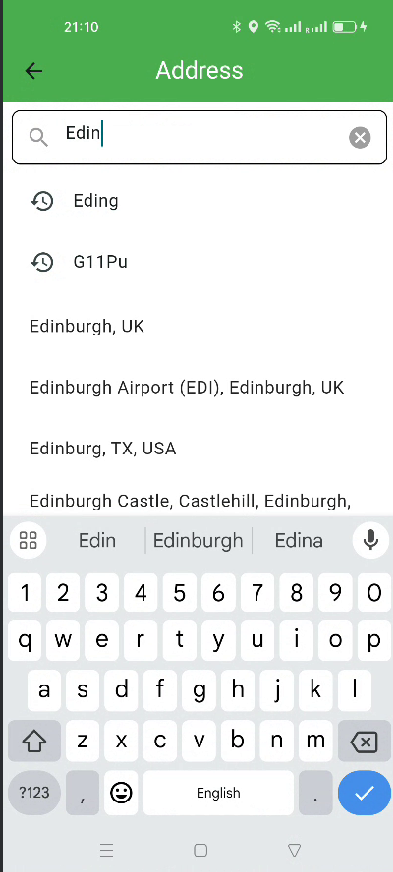 21:10
Address
Edin
Eding
G11Pu
Edinburgh, UK
Edinburgh Airport (EDI), Edinburgh, UK
Edinburg, TX, USA
Edinburgh Castle, Castlehill, Edinburgh,
Edin Edinburgh Edina
1 2 3 4 5 6 7 8 9 0
q w e r t y u i o p
a s d f g h j k l
z x c v b n m
?123 , English .